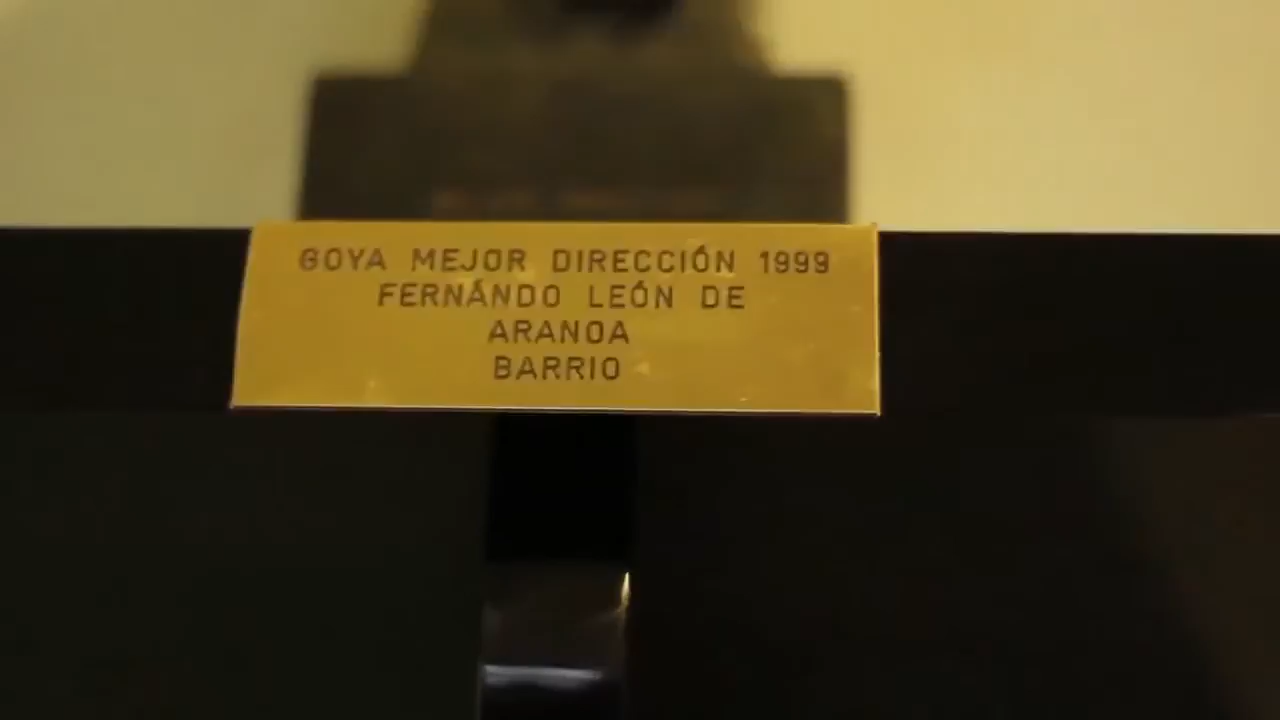 GOYA MEJOR DIRECCIÓN 1999
FERNÁNDO LEÓN DE
ARANOA
BARRIO